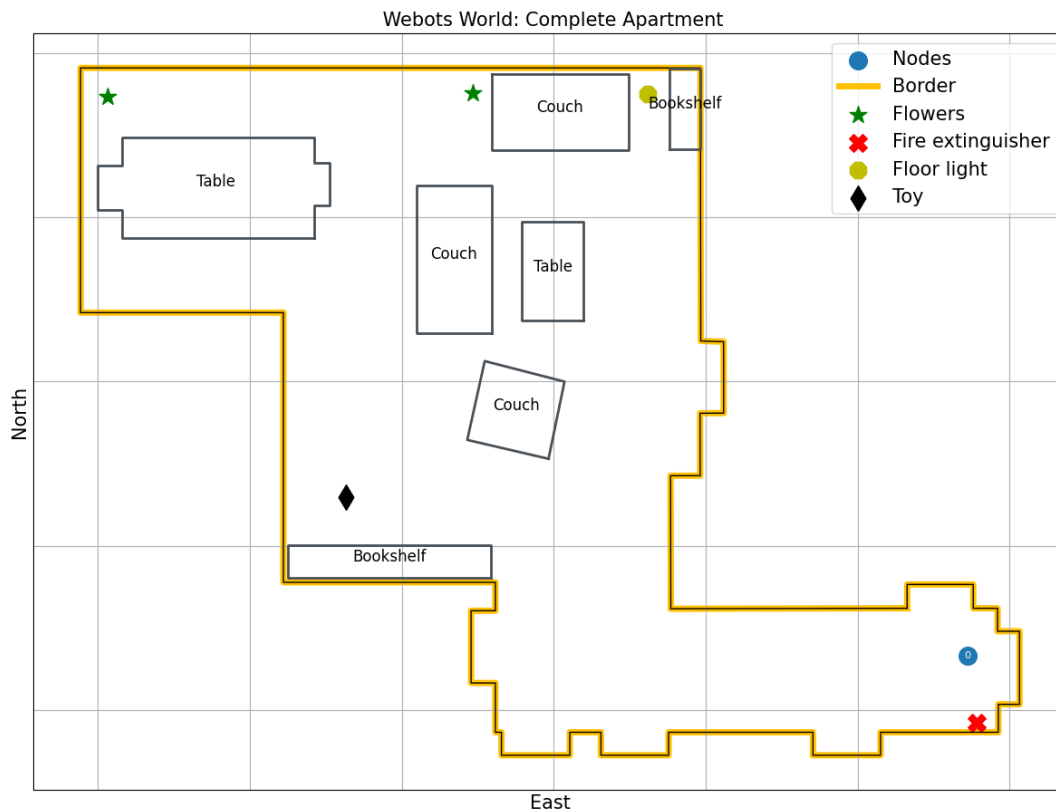 Webots World: Complete Apartment
Nodes
Border
Flowers
Fire extinguisher
Floor light
Toy
Couch
Bookshelf
Table
Couch
Table
Couch
Bookshelf
0
North
East